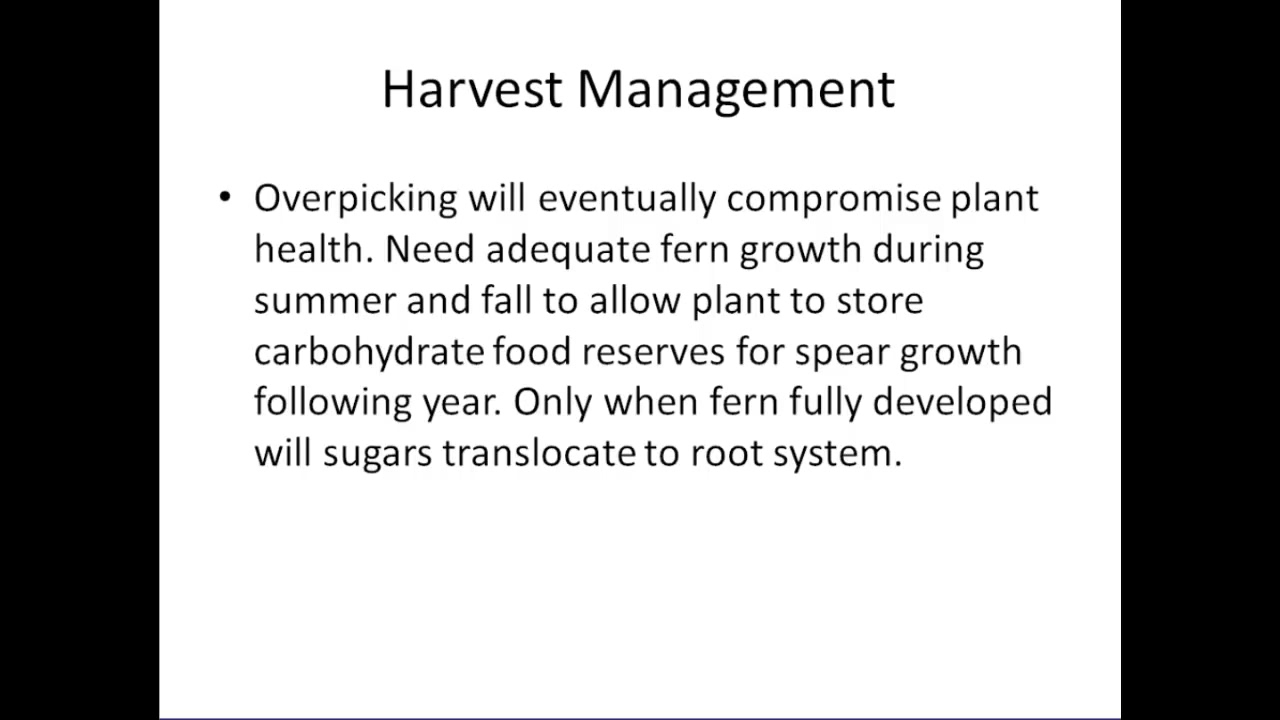 Harvest Management
• Overpicking will eventually compromise plant
health. Need adequate fern growth during
summer and fall to allow plant to store
carbohydrate food reserves for spear growth
following year. Only when fern fully developed
will sugars translocate to root system.